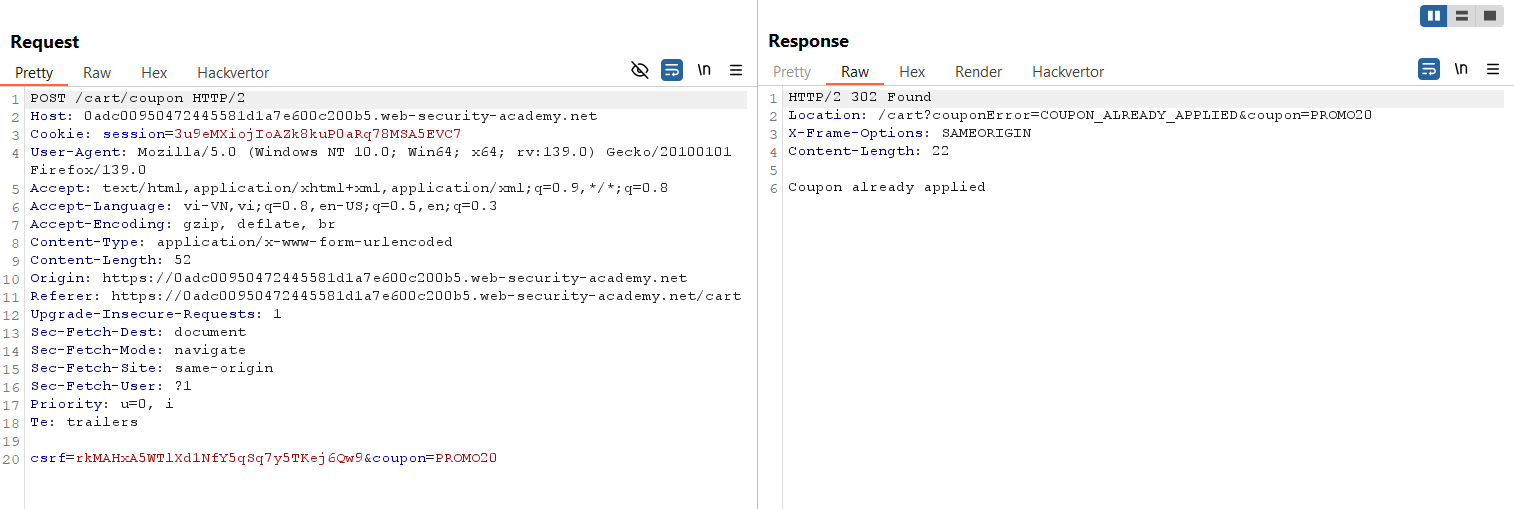 Request
Pretty Raw Hex Hackvertor \n
1 POST /cart/coupon HTTP/2
2 Host: 0adc00950472445581d1a7e600c200b5.web-security-academy.net
3 Cookie: session=3u9eMXiojIoAZk8kuP0aRq78MSA5EVC7
4 User-Agent: Mozilla/5.0 (Windows NT 10.0; Win64; x64; rv:139.0) Gecko/20100101
Firefox/139.0
5 Accept: text/html,application/xhtml+xml,application/xml;q=0.9,*/*;q=0.8
6 Accept-Language: vi-VN,vi;q=0.8,en-US;q=0.5,en;q=0.3
7 Accept-Encoding: gzip, deflate, br
8 Content-Type: application/x-www-form-urlencoded
9 Content-Length: 52
10 Origin: https://0adc00950472445581d1a7e600c200b5.web-security-academy.net
11 Referer: https://0adc00950472445581d1a7e600c200b5.web-security-academy.net/cart
12 Upgrade-Insecure-Requests: 1
13 Sec-Fetch-Dest: document
14 Sec-Fetch-Mode: navigate
15 Sec-Fetch-Site: same-origin
16 Sec-Fetch-User: ?1
17 Priority: u=0, i
18 Te: trailers
19
20 csrf=rkMAHxA5WTlXd1NfY5qSq7y5TKej6Qw9&coupon=PROMO20
Response
Pretty Raw Hex Render Hackvertor \n
1 HTTP/2 302 Found
2 Location: /cart?couponError=COUPON_ALREADY_APPLIED&coupon=PROMO20
3 X-Frame-Options: SAMEORIGIN
4 Content-Length: 22
5
6 Coupon already applied